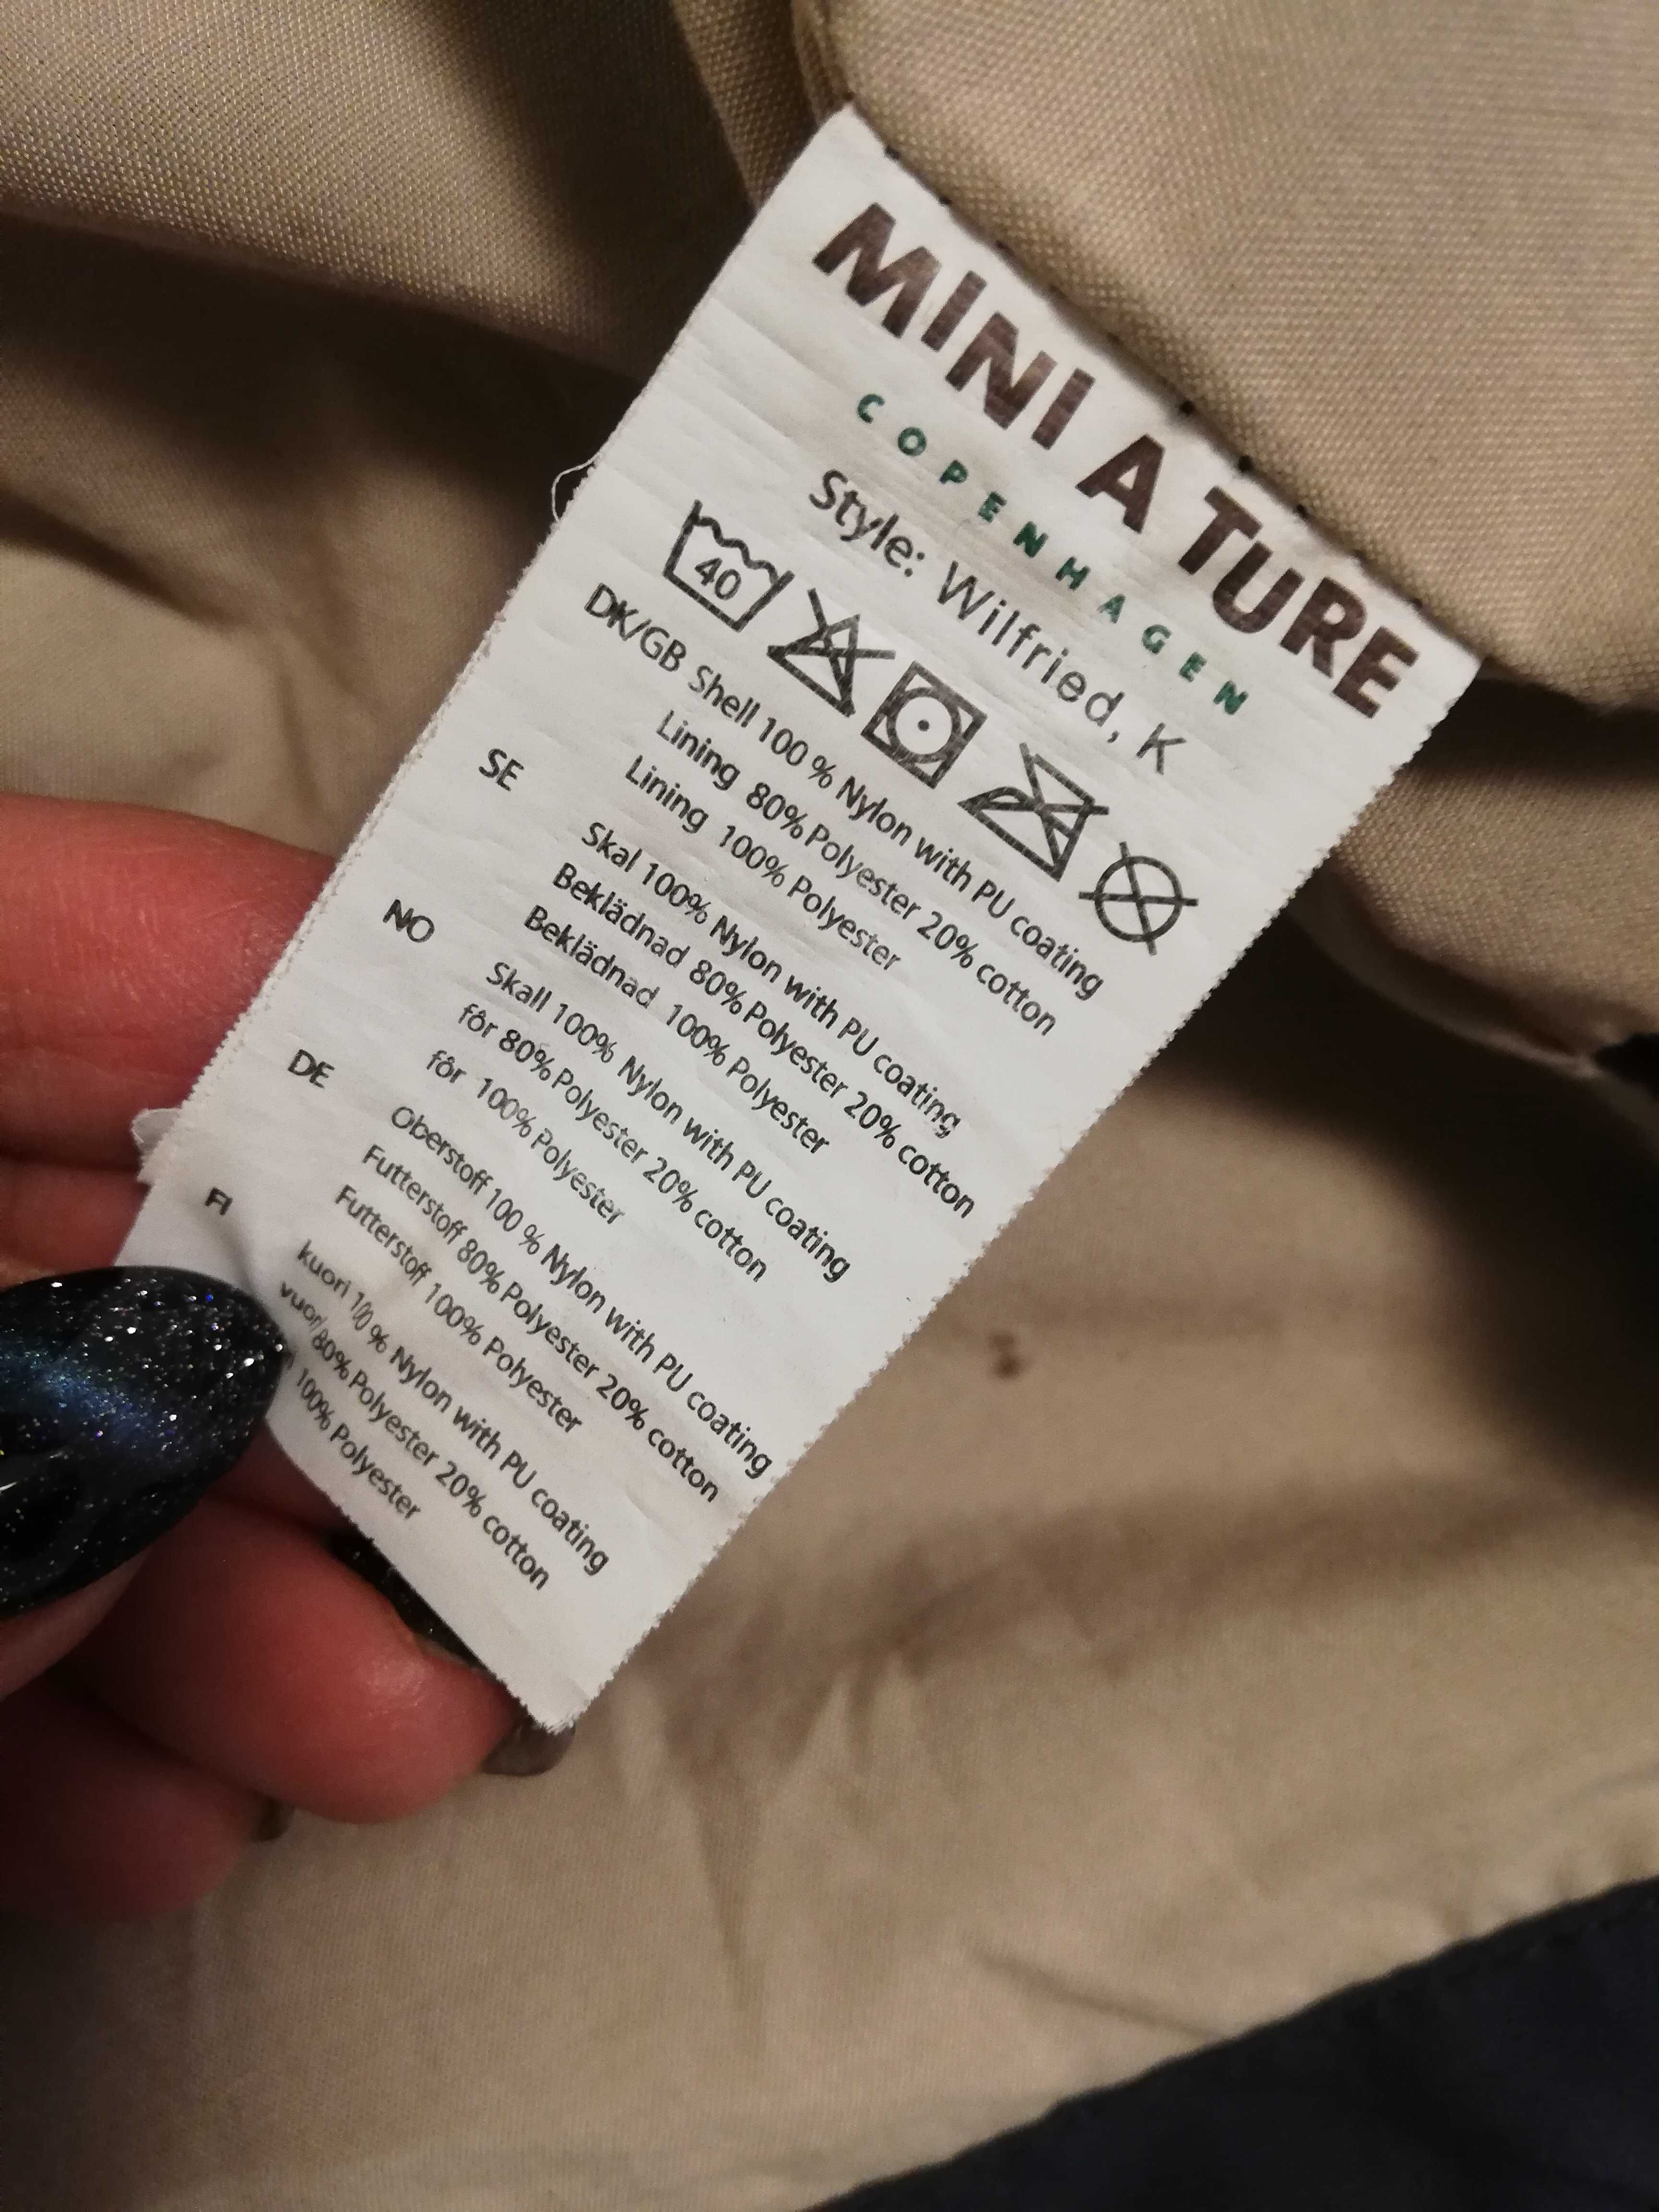 MINI A TURE
COPENHAGEN
Style: Wilfried, K
40
DK/GB Shell 100 % Nylon with PU coating
Lining 80% Polyester 20% cotton
Lining 100% Polyester
SE
Skal 100% Nylon with PU coating
Beklädnad 80% Polyester 20% cotton
Beklädnad 100% Polyester
NO
Skall 100% Nylon with PU coating
fôr 80% Polyester 20% cotton
fôr 100% Polyester
DE
Oberstoff 100 % Nylon with PU coating
Futterstoff 80% Polyester 20% cotton
Futterstoff 100% Polyester
FI
kuori 100 % Nylon with PU coating
vuori 80% Polyester 20% cotton
100% Polyester